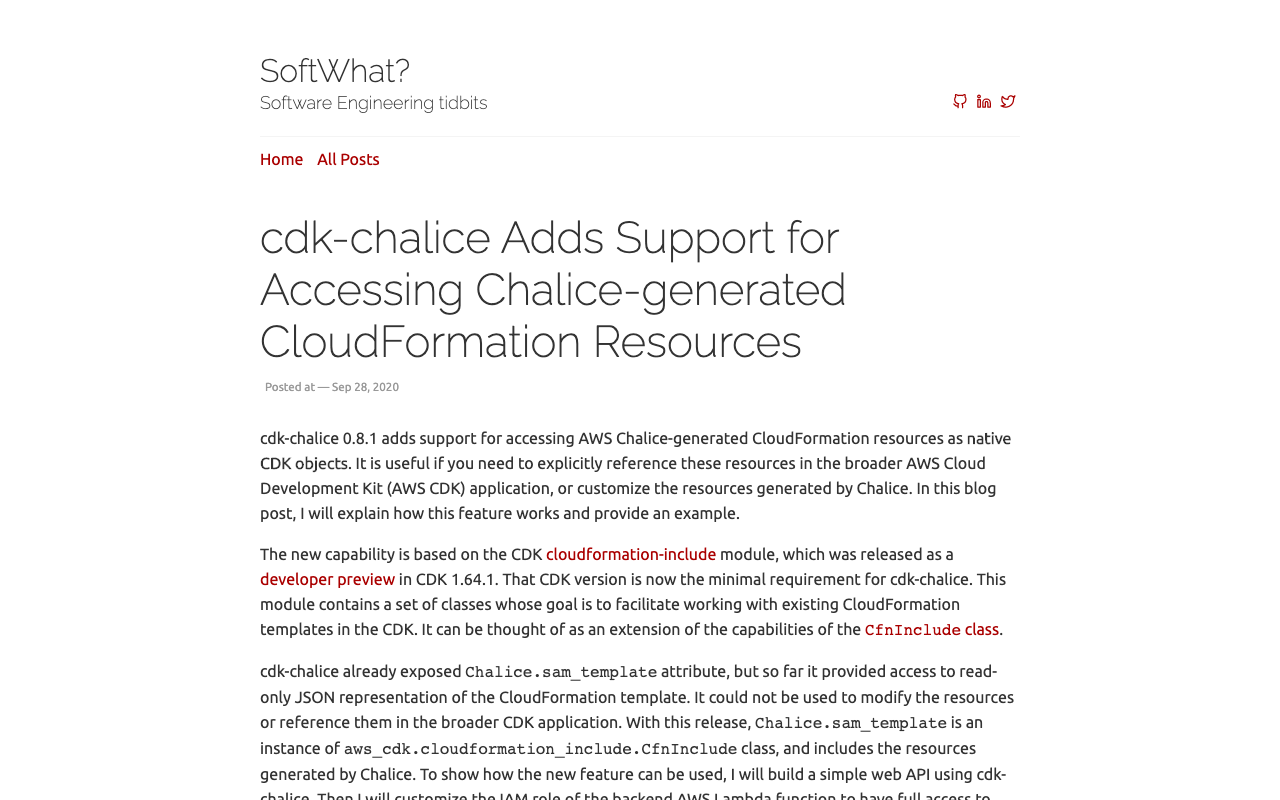 SoftWhat?
Software Engineering tidbits
Home All Posts
cdk-chalice Adds Support for
Accessing Chalice-generated
CloudFormation Resources
Posted at — Sep 28, 2020
cdk-chalice 0.8.1 adds support for accessing AWS Chalice-generated CloudFormation resources as native
CDK objects. It is useful if you need to explicitly reference these resources in the broader AWS Cloud
Development Kit (AWS CDK) application, or customize the resources generated by Chalice. In this blog
post, I will explain how this feature works and provide an example.
The new capability is based on the CDK cloudformation-include module, which was released as a
developer preview in CDK 1.64.1. That CDK version is now the minimal requirement for cdk-chalice. This
module contains a set of classes whose goal is to facilitate working with existing CloudFormation
templates in the CDK. It can be thought of as an extension of the capabilities of the CfnInclude class.
cdk-chalice already exposed Chalice.sam_template attribute, but so far it provided access to read-
only JSON representation of the CloudFormation template. It could not be used to modify the resources
or reference them in the broader CDK application. With this release, Chalice.sam_template is an
instance of aws_cdk.cloudformation_include.CfnInclude class, and includes the resources
generated by Chalice. To show how the new feature can be used, I will build a simple web API using cdk-
chalice. Then I will customize the IAM role of the backend AWS Lambda function to have full access to